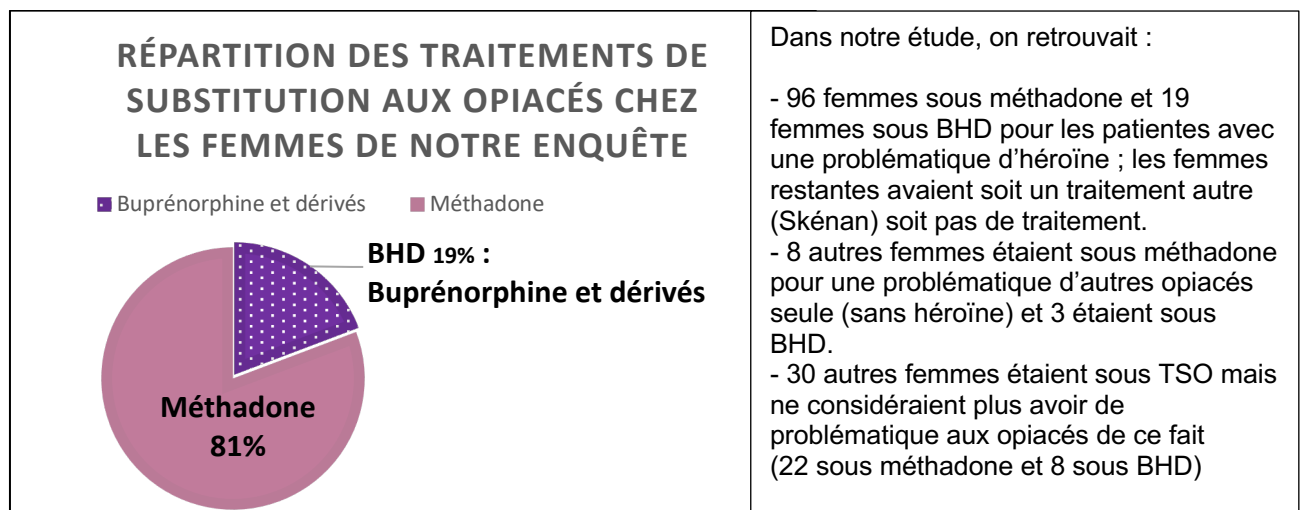 RÉPARTITION DES TRAITEMENTS DE
SUBSTITUTION AUX OPIACÉS CHEZ
LES FEMMES DE NOTRE ENQUÊTE
Buprénorphine et dérivés
Méthadone
BHD 19% :
Buprénorphine et dérivés
Méthadone
81%
Dans notre étude, on retrouvait :
- 96 femmes sous méthadone et 19
femmes sous BHD pour les patientes avec
une problématique d’héroïne ; les femmes
restantes avaient soit un traitement autre
(Skénan) soit pas de traitement.
- 8 autres femmes étaient sous méthadone
pour une problématique d’autres opiacés
seule (sans héroïne) et 3 étaient sous
BHD.
- 30 autres femmes étaient sous TSO mais
ne considéraient plus avoir de
problématique aux opiacés de ce fait
(22 sous méthadone et 8 sous BHD)